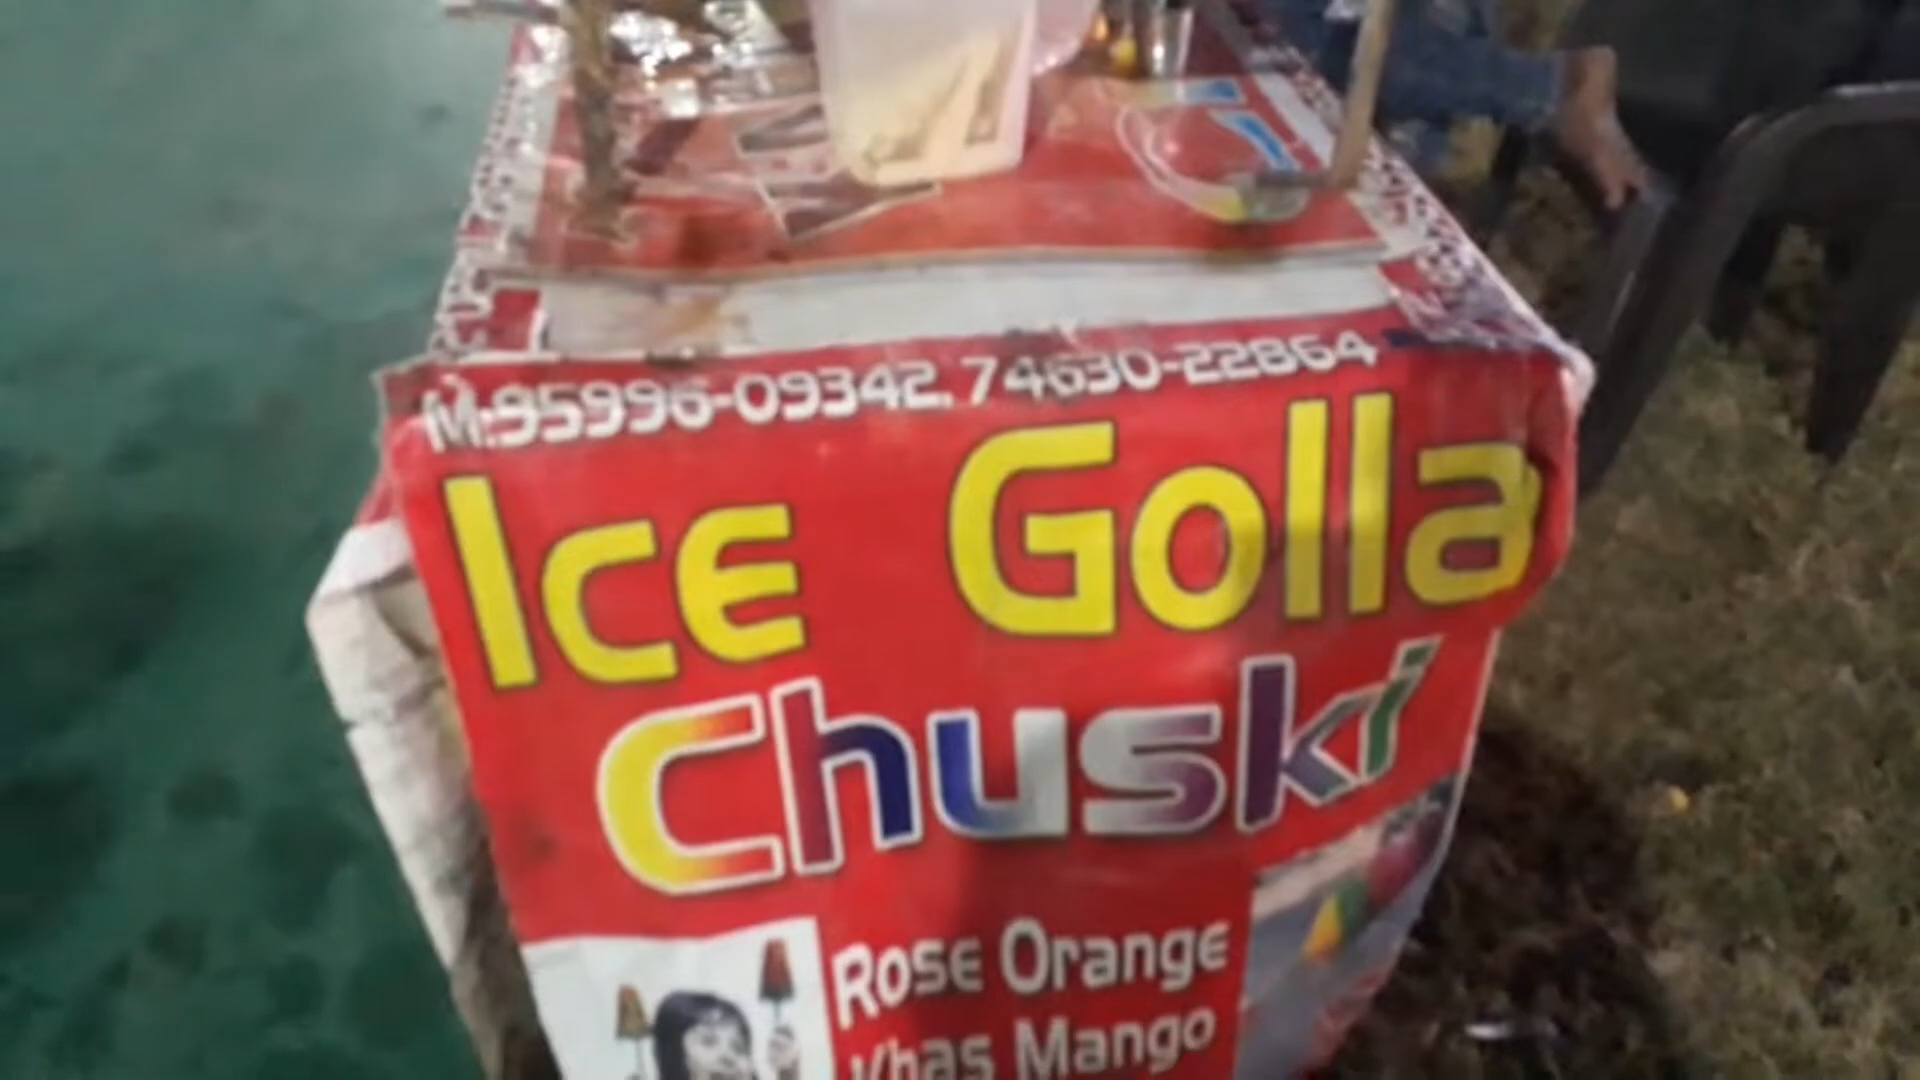 M:95996-09342, 74630-22864
Ice Golla
Chuski
Rose Orange
Khas Mango